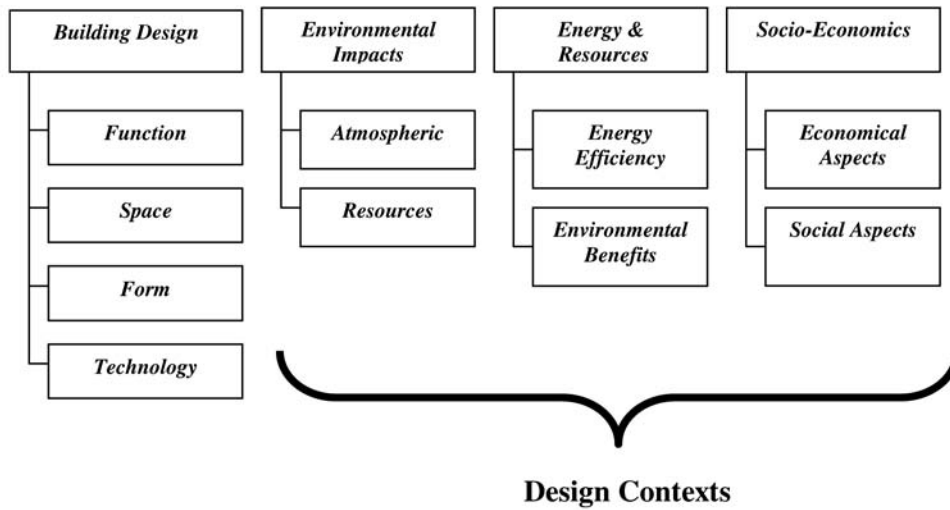 Building Design
Function
Space
Form
Technology
Environmental
Impacts
Atmospheric
Resources
Energy &
Resources
Energy
Efficiency
Environmental
Benefits
Socio-Economics
Economical
Aspects
Social Aspects
Design Contexts